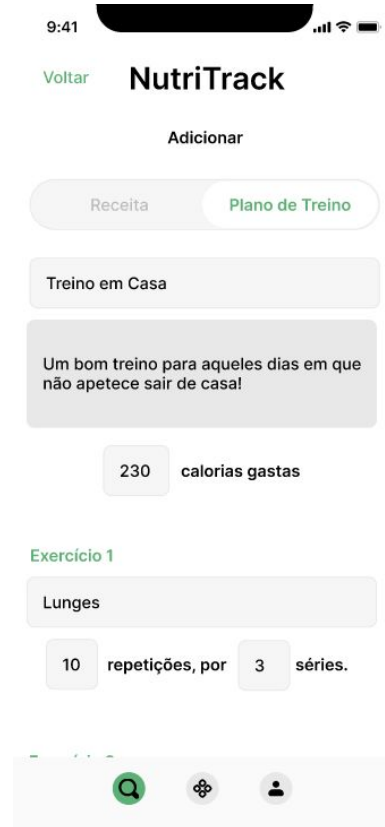 9:41
Voltar NutriTrack
Adicionar
Receita Plano de Treino
Treino em Casa
Um bom treino para aqueles dias em que
não apetece sair de casa!
230 calorias gastas
Exercício 1
Lunges
10 repetições, por 3 séries.